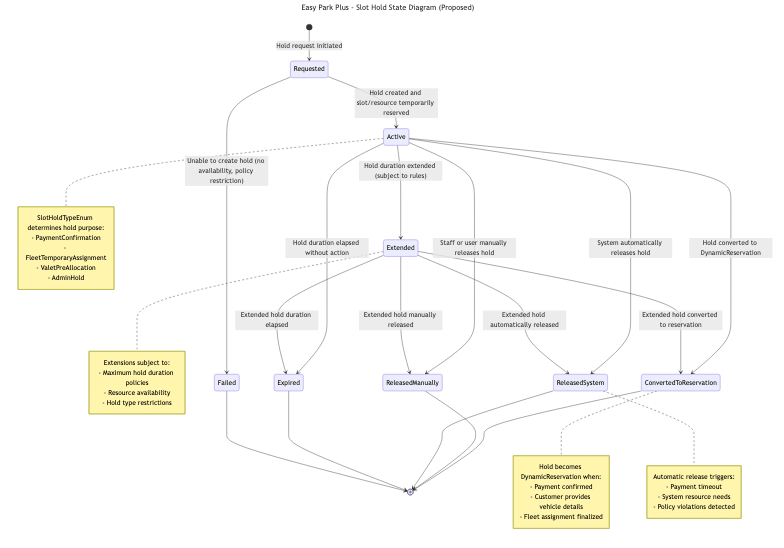 Easy Park Plus - Slot Hold State Diagram (Proposed)
Hold request initiated
Requested
Hold created and
slot/resource temporarily
reserved
Active
Unable to create hold (no
availability, policy
restriction)
Hold duration extended
(subject to rules)
SlotHoldTypeEnum
determines hold purpose:
- PaymentConfirmation
-
FleetTemporaryAssignment
- ValetPreAllocation
- AdminHold
Hold duration elapsed
without action
Extended
Staff or user manually
releases hold
System automatically
releases hold
Hold converted to
DynamicReservation
Extended hold duration
elapsed
Extended hold manually
released
Extended hold
automatically released
Extended hold converted
to reservation
Extensions subject to:
- Maximum hold duration
policies
- Resource availability
- Hold type restrictions
Failed
Expired
ReleasedManually
ReleasedSystem
ConvertedToReservation
Hold becomes
DynamicReservation when:
- Payment confirmed
- Customer provides
vehicle details
- Fleet assignment finalized
Automatic release triggers:
- Payment timeout
- System resource needs
- Policy violations detected